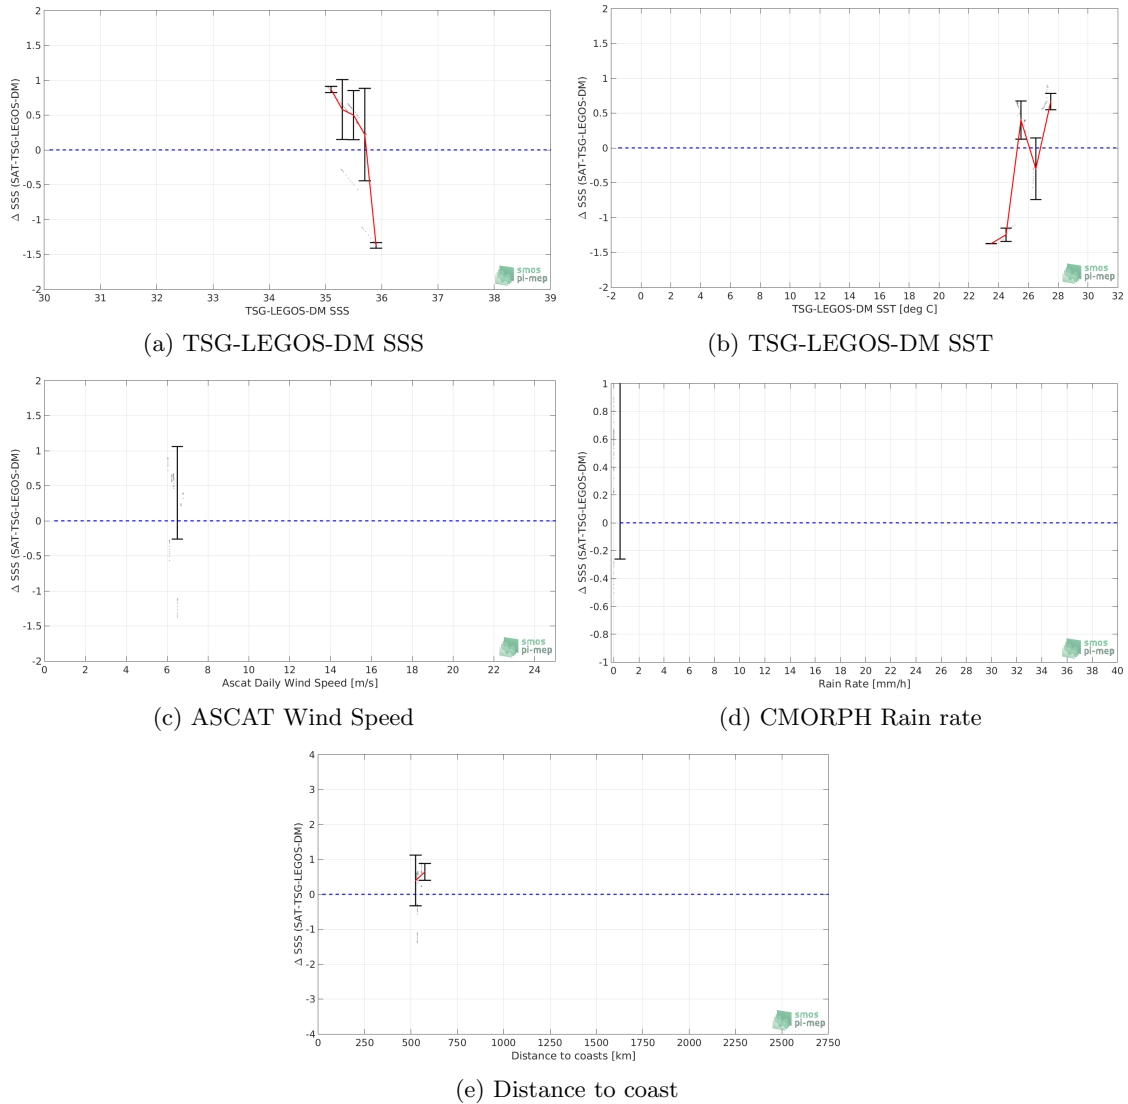 2
1.5
1
0.5
0
-0.5
-1
-1.5
-2
Δ SSS (SAT-TSG-LEGOS-DM)
30 31 32 33 34 35 36 37 38 39
TSG-LEGOS-DM SSS
smos
pi-mep
(a) TSG-LEGOS-DM SSS
2
1.5
1
0.5
0
-0.5
-1
-1.5
-2
Δ SSS (SAT-TSG-LEGOS-DM)
-2 0 2 4 6 8 10 12 14 16 18 20 22 24 26 28 30 32
TSG-LEGOS-DM SST [deg C]
smos
pi-mep
(b) TSG-LEGOS-DM SST
2
1.5
1
0.5
0
-0.5
-1
-1.5
-2
Δ SSS (SAT-TSG-LEGOS-DM)
0 2 4 6 8 10 12 14 16 18 20 22 24
Ascat Daily Wind Speed [m/s]
smos
pi-mep
(c) ASCAT Wind Speed
1
0.8
0.6
0.4
0.2
0
-0.2
-0.4
-0.6
-0.8
-1
Δ SSS (SAT-TSG-LEGOS-DM)
0 2 4 6 8 10 12 14 16 18 20 22 24 26 28 30 32 34 36 38 40
Rain Rate [mm/h]
smos
pi-mep
(d) CMORPH Rain rate
4
3
2
1
0
-1
-2
-3
-4
Δ SSS (SAT-TSG-LEGOS-DM)
0 250 500 750 1000 1250 1500 1750 2000 2250 2500 2750
Distance to coasts [km]
smos
pi-mep
(e) Distance to coast